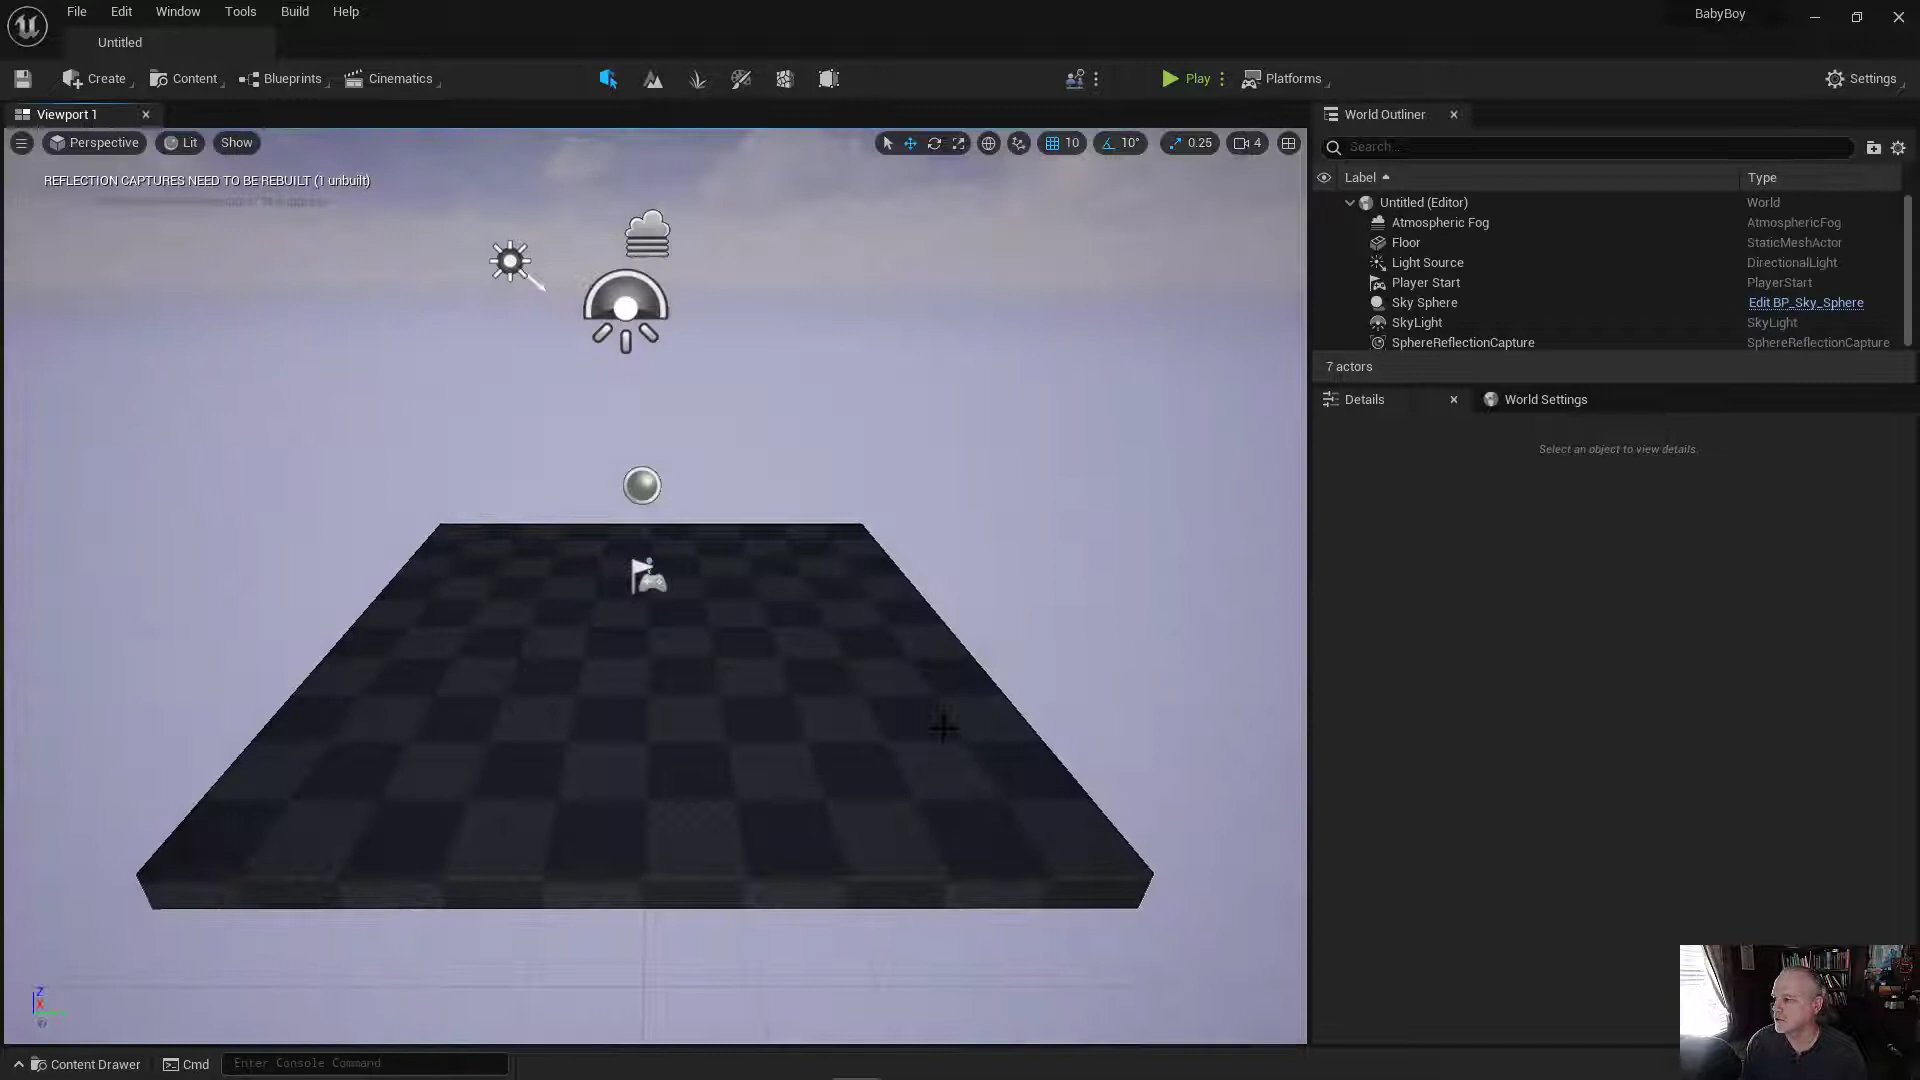 File Edit Window Tools Build Help
BabyBoy
Untitled
Create Content Blueprints Cinematics Play Platforms Settings
Viewport 1
World Outliner
Perspective Lit Show 10 10° 0.25 4
Search...
REFLECTION CAPTURES NEED TO BE REBUILT (1 unbuilt)
Label Type
Untitled (Editor) World
Atmospheric Fog AtmosphericFog
Floor StaticMeshActor
Light Source DirectionalLight
Player Start PlayerStart
Sky Sphere Edit BP_Sky_Sphere
SkyLight SkyLight
SphereReflectionCapture SphereReflectionCapture
7 actors
Details World Settings
Select an object to view details.
Z
X
Content Drawer Cmd Enter Console Command